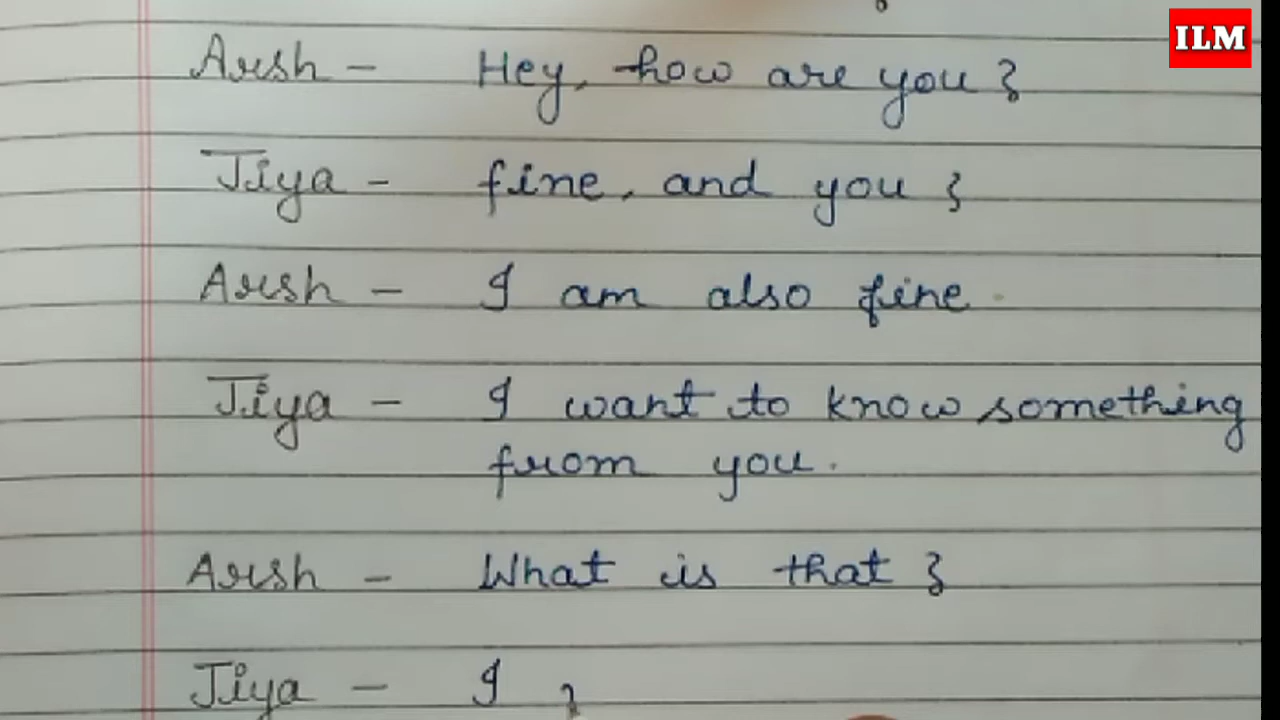 ILM
Arsh - Hey, how are you?
Jiya - fine, and you?
Arsh - I am also fine.
Jiya - I want to know something
from you.
Arsh - What is that?
Jiya - I